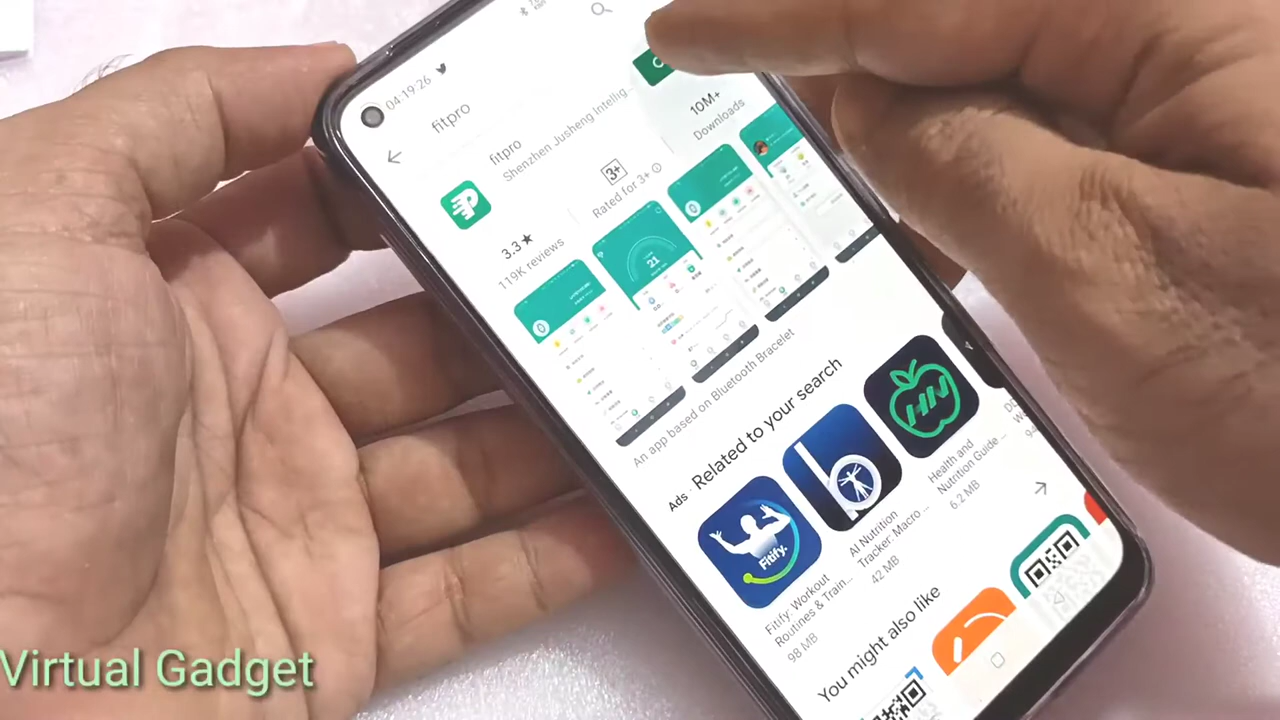 04:19:26
fitpro
fitpro
Shenzhen Jusheng Intellig...
3.3★
119K reviews
3+
Rated for 3+
10M+
Downloads
21
An app based on Bluetooth Bracelet
Ads · Related to your search
Fitify.
Fitify: Workout
Routines & Train...
98 MB
b
AI Nutrition
Tracker: Macro...
42 MB
HN
Health and
Nutrition Guide...
6.2 MB
You might also like
Virtual Gadget